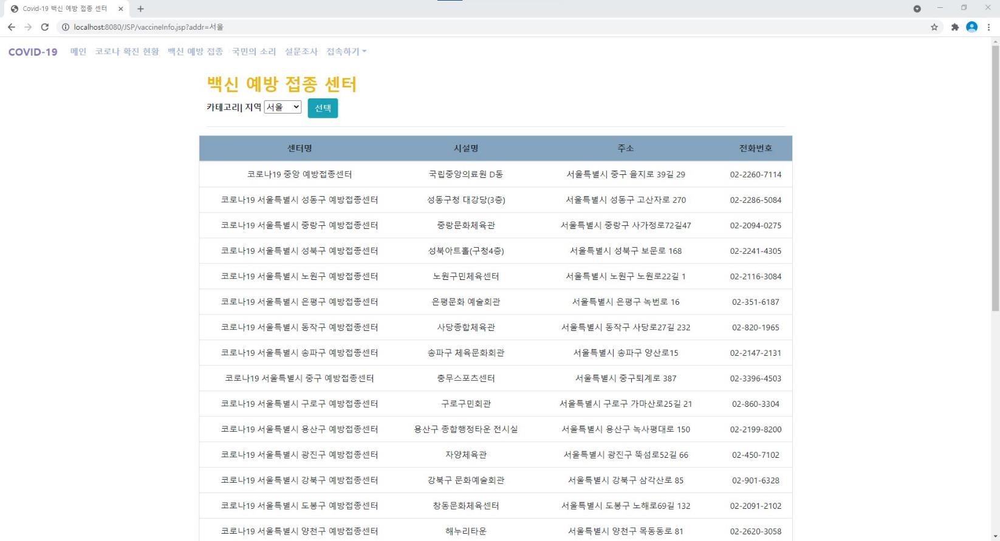 Covid-19 백신 예방 접종 센터
localhost:8080/JSP/vaccineInfo.jsp?addr=서울
COVID-19 메인 코로나 확진 현황 백신 예방 접종 국민의 소리 설문조사 접속하기
백신 예방 접종 센터
카테고리| 지역 서울 선택
센터명 시설명 주소 전화번호
코로나19 중앙 예방접종센터 국립중앙의료원 D동 서울특별시 중구 을지로 39길 29 02-2260-7114
코로나19 서울특별시 성동구 예방접종센터 성동구청 대강당(3층) 서울특별시 성동구 고산자로 270 02-2286-5084
코로나19 서울특별시 중랑구 예방접종센터 중랑문화체육관 서울특별시 중랑구 사가정로72길47 02-2094-0275
코로나19 서울특별시 성북구 예방접종센터 성북아트홀(구청4층) 서울특별시 성북구 보문로 168 02-2241-4305
코로나19 서울특별시 노원구 예방접종센터 노원구민체육센터 서울특별시 노원구 노원로22길 1 02-2116-3084
코로나19 서울특별시 은평구 예방접종센터 은평문화 예술회관 서울특별시 은평구 녹번로 16 02-351-6187
코로나19 서울특별시 동작구 예방접종센터 사당종합체육관 서울특별시 동작구 사당로27길 232 02-820-1965
코로나19 서울특별시 송파구 예방접종센터 송파구 체육문화회관 서울특별시 송파구 양산로15 02-2147-2131
코로나19 서울특별시 중구 예방접종센터 충무스포츠센터 서울특별시 중구퇴계로 387 02-3396-4503
코로나19 서울특별시 구로구 예방접종센터 구로구민회관 서울특별시 구로구 가마산로25길 21 02-860-3304
코로나19 서울특별시 용산구 예방접종센터 용산구 종합행정타운 전시실 서울특별시 용산구 녹사평대로 150 02-2199-8200
코로나19 서울특별시 광진구 예방접종센터 자양체육관 서울특별시 광진구 뚝섬로52길 66 02-450-7102
코로나19 서울특별시 강북구 예방접종센터 강북구 문화예술회관 서울특별시 강북구 삼각산로 85 02-901-6328
코로나19 서울특별시 도봉구 예방접종센터 창동문화체육센터 서울특별시 도봉구 노해로69길 132 02-2091-2102
코로나19 서울특별시 양천구 예방접종센터 해누리타운 서울특별시 양천구 목동동로 81 02-2620-3058